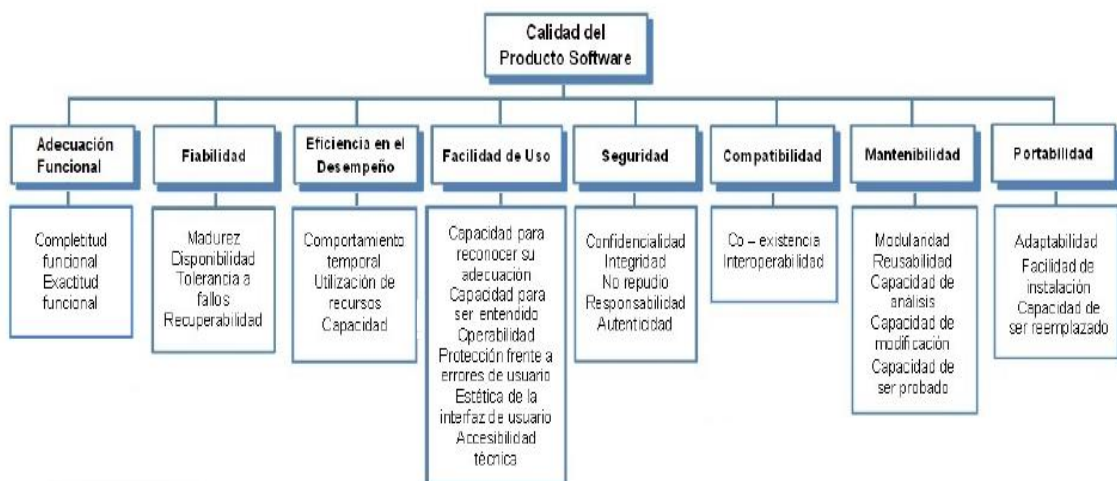 Calidad del
Producto Software
Adecuación
Funcional
Fiabilidad
Eficiencia en el
Desempeño
Facilidad de Uso
Seguridad
Compatibilidad
Mantenibilidad
Portabilidad
Completitud
funcional
Exactitud
funcional
Madurez
Disponibilidad
Tolerancia a
fallos
Recuperabilidad
Comportamiento
temporal
Utilización de
recursos
Capacidad
Capacidad para
reconocer su
adecuación
Capacidad para
ser entendido
Operabilidad
Protección frente a
errores de usuario
Estética de la
interfaz de usuario
Accesibilidad
técnica
Confidencialidad
Integridad
No repudio
Responsabilidad
Autenticidad
Co – existencia
Interoperabilidad
Modularidad
Reusabilidad
Capacidad de
análisis
Capacidad de
modificación
Capacidad de
ser probado
Adaptabilidad
Facilidad de
instalación
Capacidad de
ser reemplazado